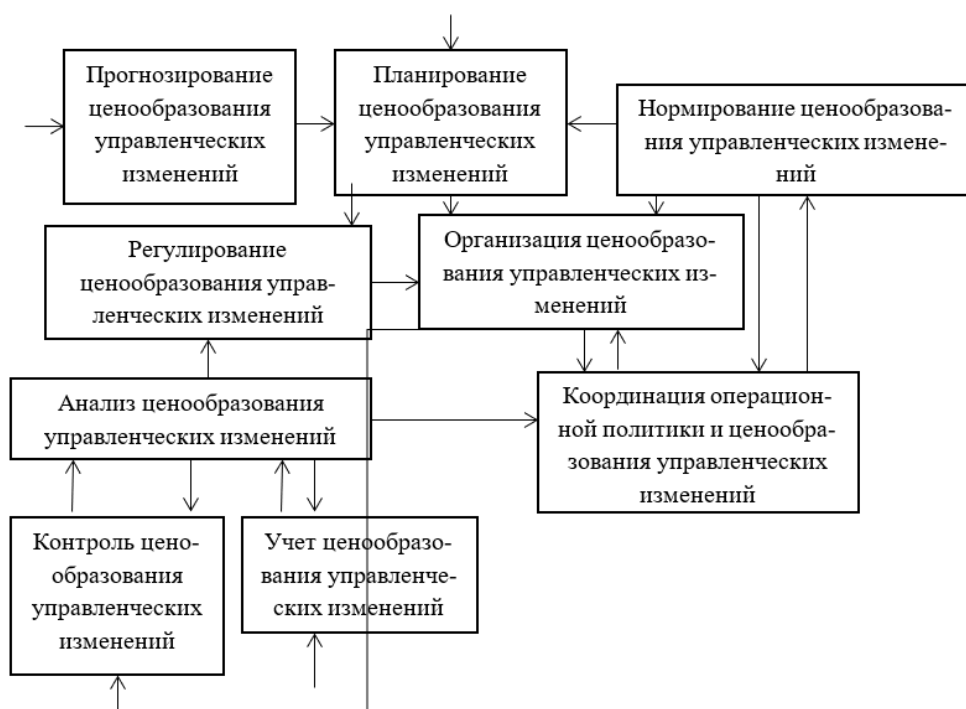 Прогнозирование
ценообразования
управленческих
изменений
Планирование
ценообразования
управленческих
изменений
Нормирование ценообразова-
ния управленческих измене-
ний
Регулирование
ценообразования управ-
ленческих изменений
Организация ценообразо-
вания управленческих из-
менений
Анализ ценообразования
управленческих изменений
Координация операцион-
ной политики и ценообра-
зования управленческих
изменений
Контроль цено-
образования
управленческих
изменений
Учет ценообразо-
вания управленче-
ских изменений